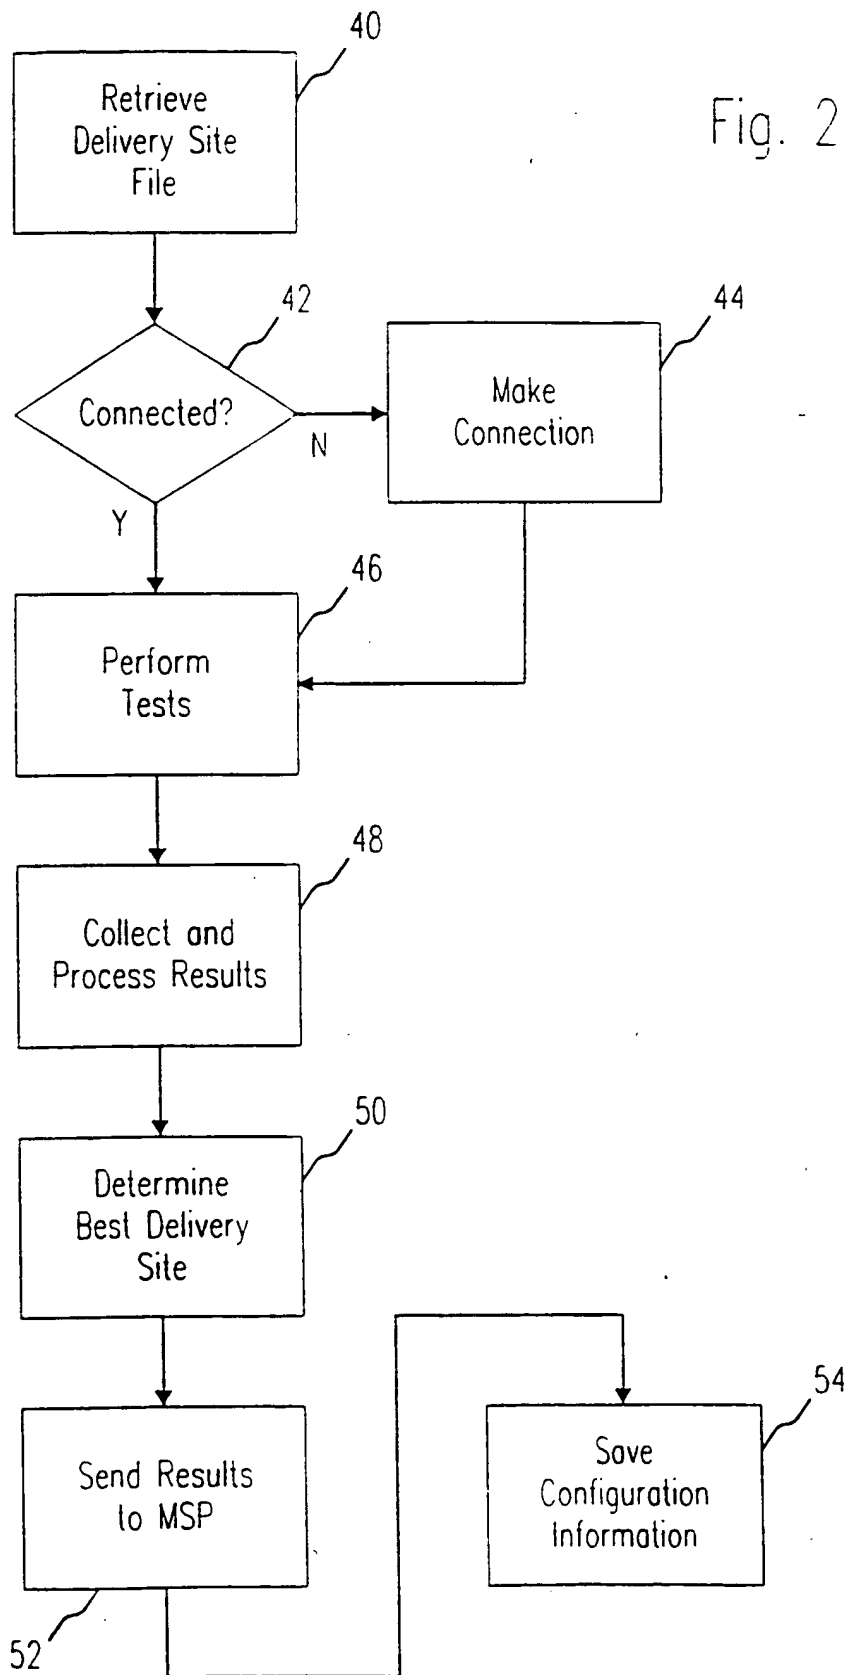 40
Retrieve
Delivery Site
File
Fig. 2
42
Connected?
N
Y
44
Make
Connection
46
Perform
Tests
48
Collect and
Process Results
50
Determine
Best Delivery
Site
Send Results
to MSP
52
54
Save
Configuration
Information